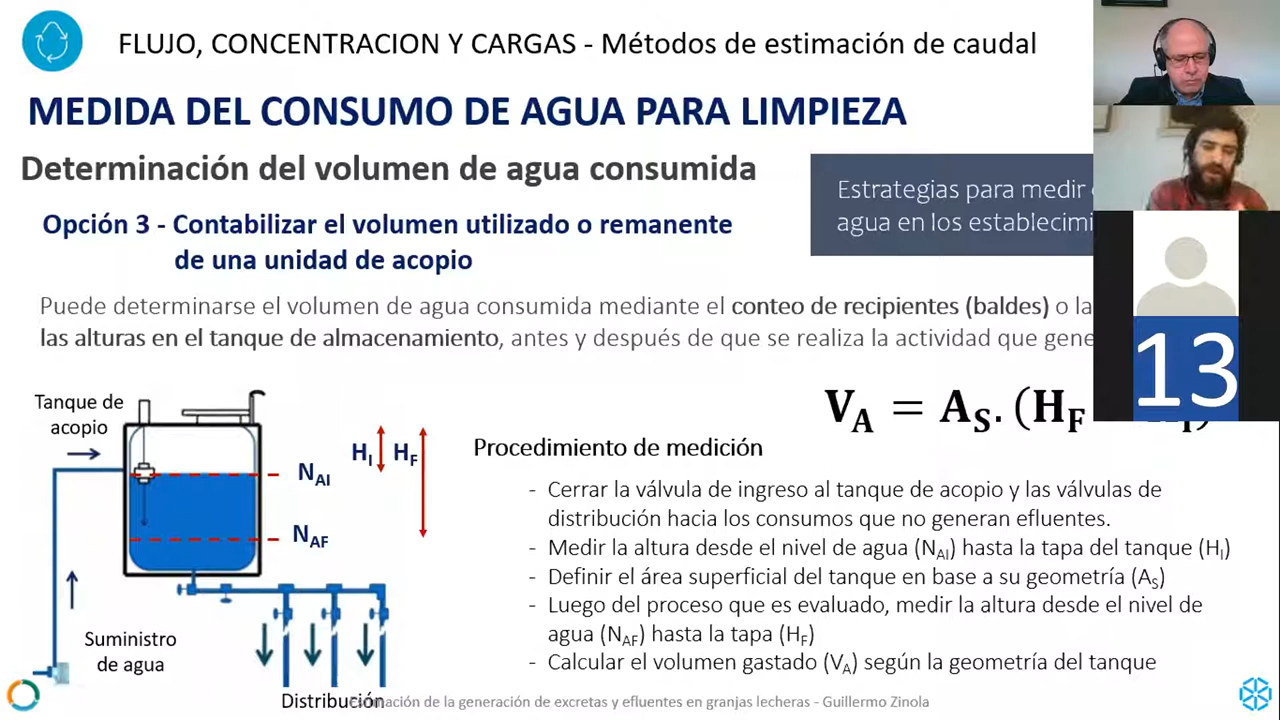 FLUJO, CONCENTRACION Y CARGAS - Métodos de estimación de caudal
MEDIDA DEL CONSUMO DE AGUA PARA LIMPIEZA
Determinación del volumen de agua consumida
Estrategias para medir
agua en los
Opción 3 - Contabilizar el volumen utilizado o remanente
de una unidad de acopio
Puede determinarse el volumen de agua consumida mediante el conteo de recipientes (baldes) o
las alturas en el tanque de almacenamiento, antes y después de que se realiza la actividad que
13
V_A = A_S. (H_F
Tanque de
acopio
H_I H_F
N_AI
N_AF
Suministro
de agua
Distribución
Procedimiento de medición
- Cerrar la válvula de ingreso al tanque de acopio y las válvulas de
distribución hacia los consumos que no generan efluentes.
- Medir la altura desde el nivel de agua (N_AI) hasta la tapa del tanque (H_I)
- Definir el área superficial del tanque en base a su geometría (A_S)
- Luego del proceso que es evaluado, medir la altura desde el nivel de
agua (N_AF) hasta la tapa (H_F)
- Calcular el volumen gastado (V_A) según la geometría del tanque
Estimación de la generación de excretas y efluentes en granjas lecheras - Guillermo Zinola